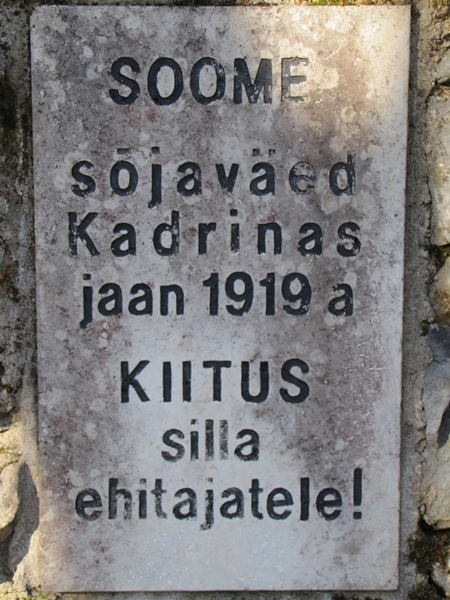 SOOME
sõjaväed
Kadrinas
jaan 1919 a
KIITUS
silla
ehitajatele!